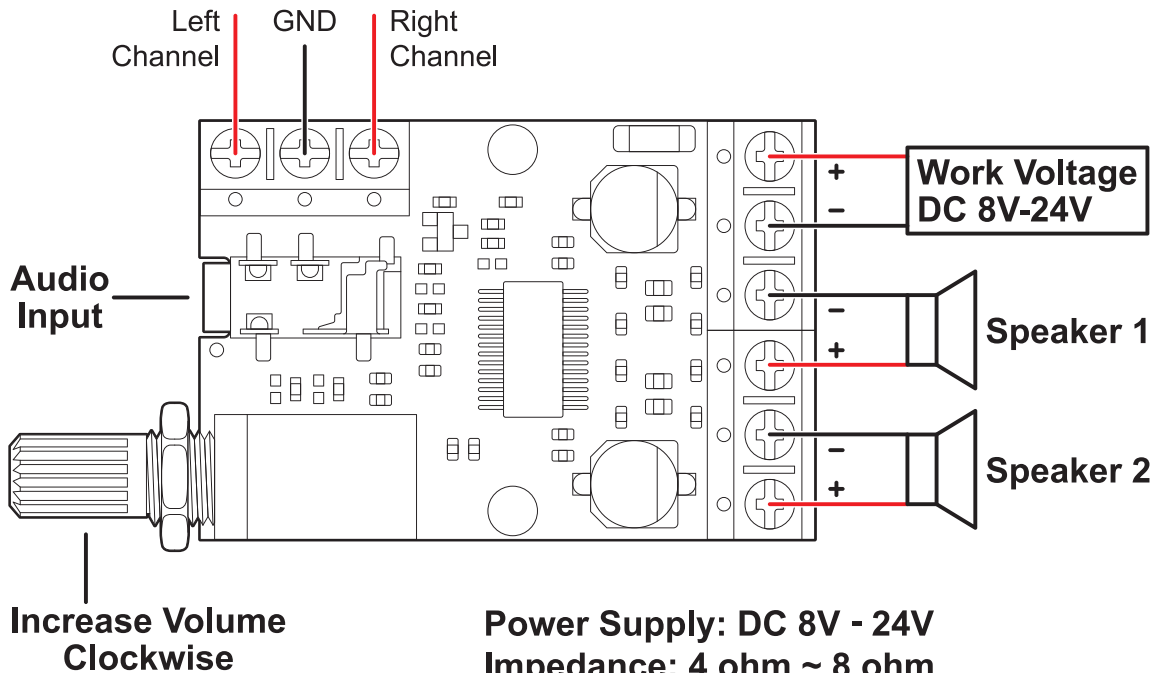 Left
Channel
GND
Right
Channel
+
−
Work Voltage
DC 8V-24V
Audio
Input
−
+
Speaker 1
−
+
Speaker 2
Increase Volume
Clockwise
Power Supply: DC 8V - 24V
Impedance: 4 ohm ~ 8 ohm